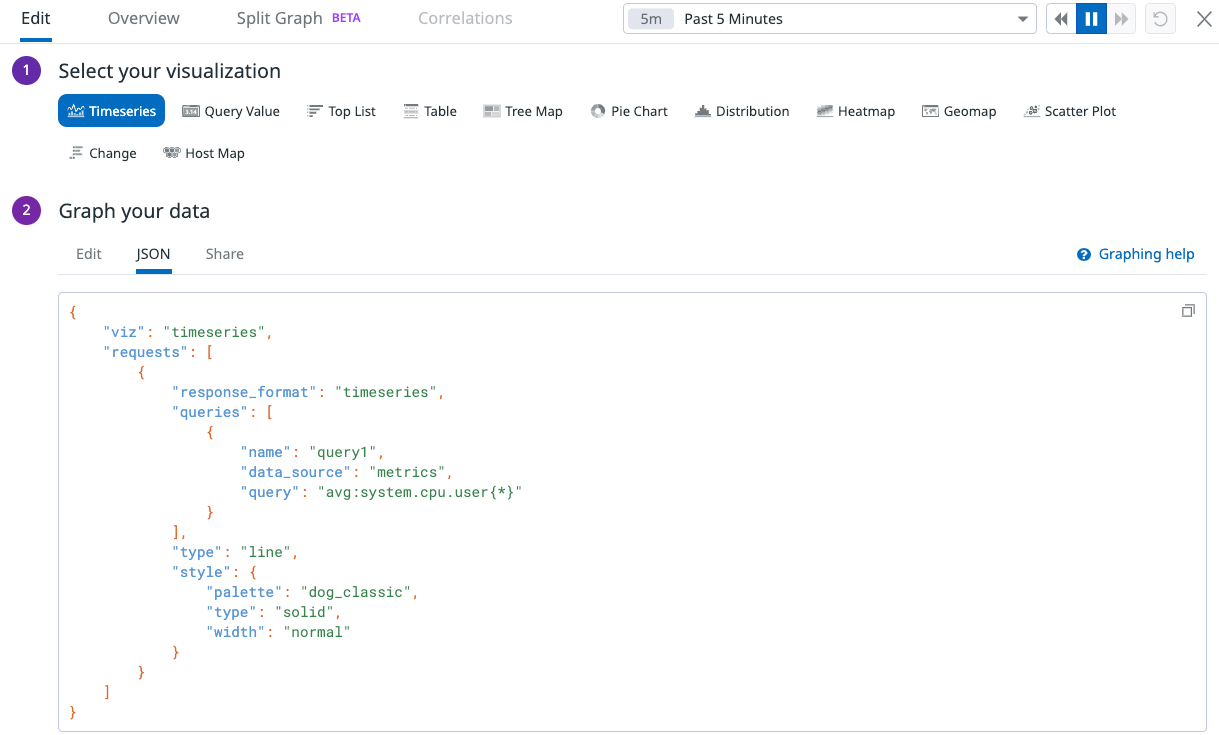 Edit Overview Split Graph BETA Correlations 5m Past 5 Minutes
1 Select your visualization
Timeseries Query Value Top List Table Tree Map Pie Chart Distribution Heatmap Geomap Scatter Plot
Change Host Map
2 Graph your data
Edit JSON Share ? Graphing help
{
    "viz": "timeseries",
    "requests": [
        {
            "response_format": "timeseries",
            "queries": [
                {
                    "name": "query1",
                    "data_source": "metrics",
                    "query": "avg:system.cpu.user{*}"
                }
            ],
            "type": "line",
            "style": {
                "palette": "dog_classic",
                "type": "solid",
                "width": "normal"
            }
        }
    ]
}